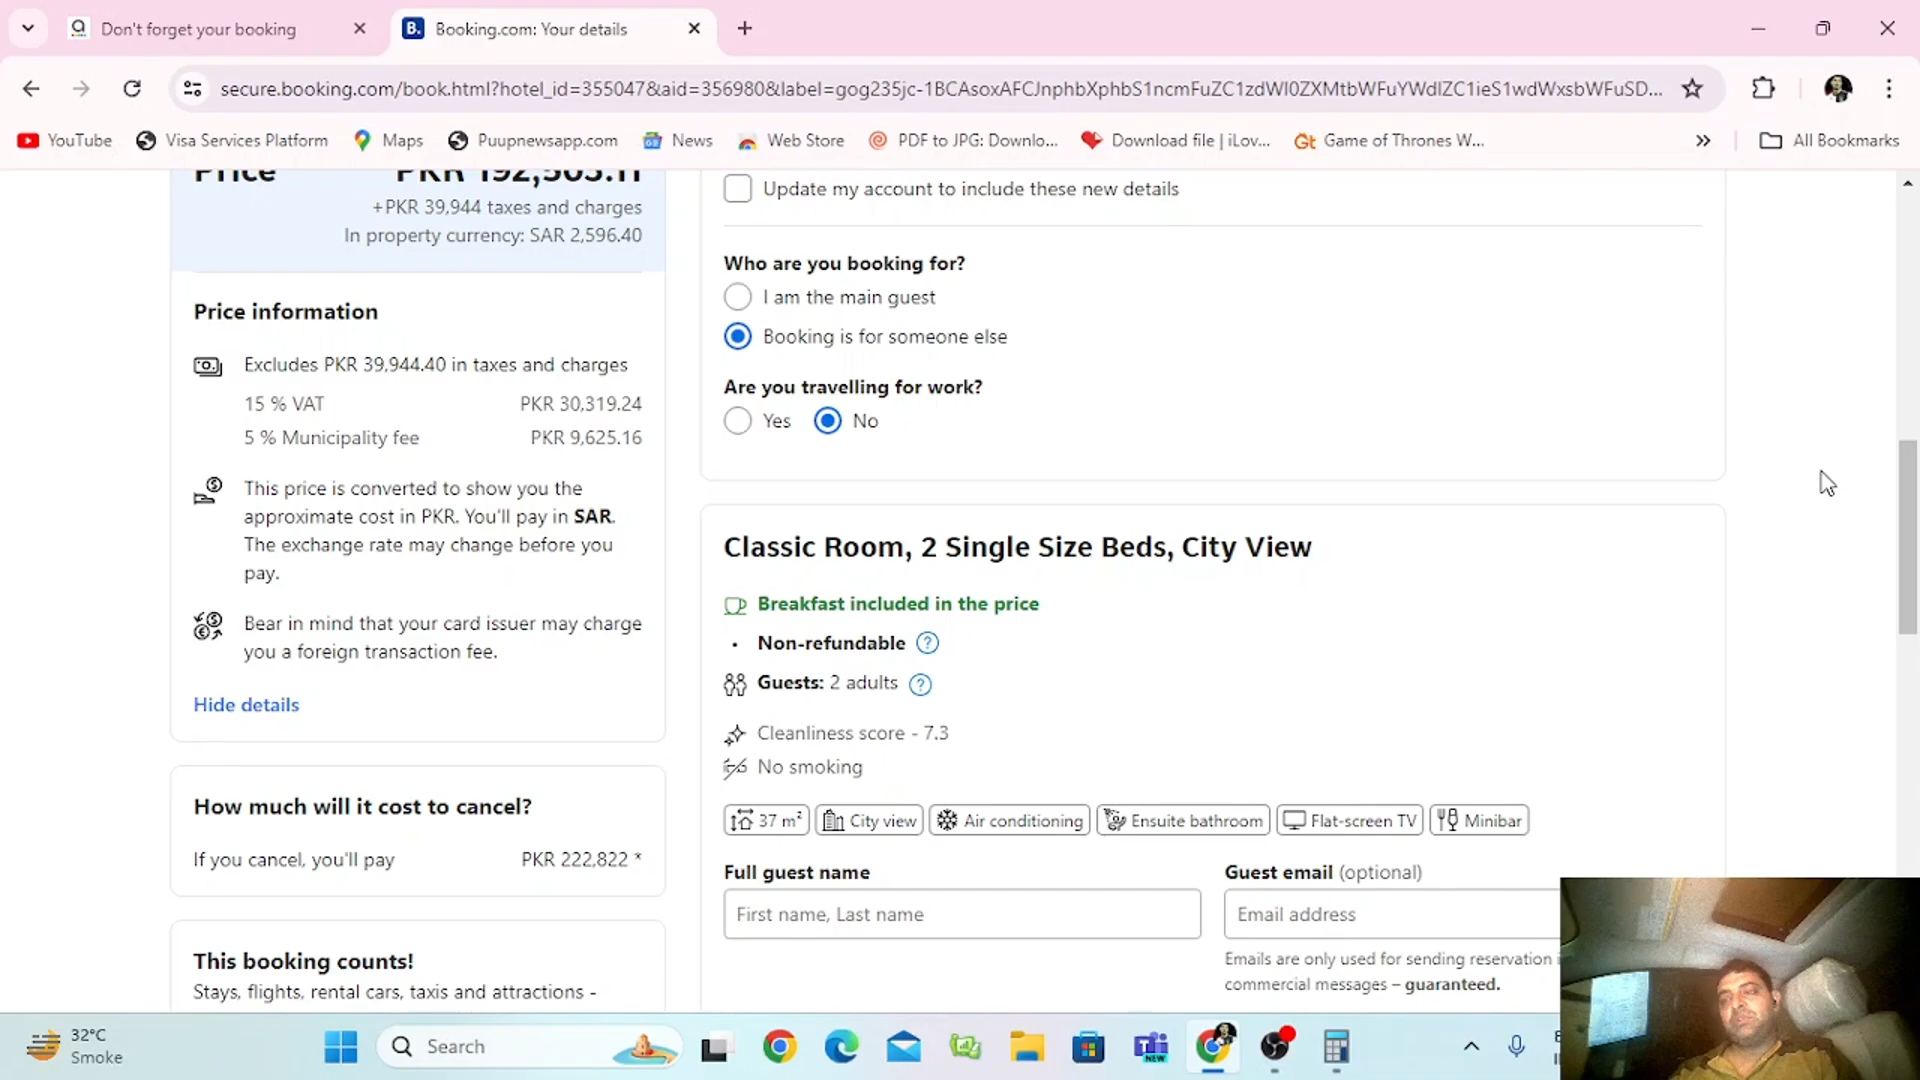 Don't forget your booking
Booking.com: Your details
secure.booking.com/book.html?hotel_id=355047&aid=356980&label=gog235jc-1BCAsoxAFCJnphbXphbS1ncmFuZC1zdWl0ZXMtbWFuYWdlZC1ieS1wdWxsbWFuSD...
YouTube
Visa Services Platform
Maps
Puupnewsapp.com
News
Web Store
PDF to JPG: Downlo...
Download file | iLov...
Game of Thrones W...
All Bookmarks
Price PKR 192,503.11
+PKR 39,944 taxes and charges
In property currency: SAR 2,596.40
Price information
Excludes PKR 39,944.40 in taxes and charges
15 % VAT PKR 30,319.24
5 % Municipality fee PKR 9,625.16
This price is converted to show you the
approximate cost in PKR. You'll pay in SAR.
The exchange rate may change before you
pay.
Bear in mind that your card issuer may charge
you a foreign transaction fee.
Hide details
How much will it cost to cancel?
If you cancel, you'll pay PKR 222,822 *
This booking counts!
Stays, flights, rental cars, taxis and attractions -
Update my account to include these new details
Who are you booking for?
I am the main guest
Booking is for someone else
Are you travelling for work?
Yes No
Classic Room, 2 Single Size Beds, City View
Breakfast included in the price
• Non-refundable
Guests: 2 adults
Cleanliness score - 7.3
No smoking
37 m² City view Air conditioning Ensuite bathroom Flat-screen TV Minibar
Full guest name
First name, Last name
Guest email (optional)
Email address
Emails are only used for sending reservation
commercial messages – guaranteed.
32°C
Smoke
Search
NEW